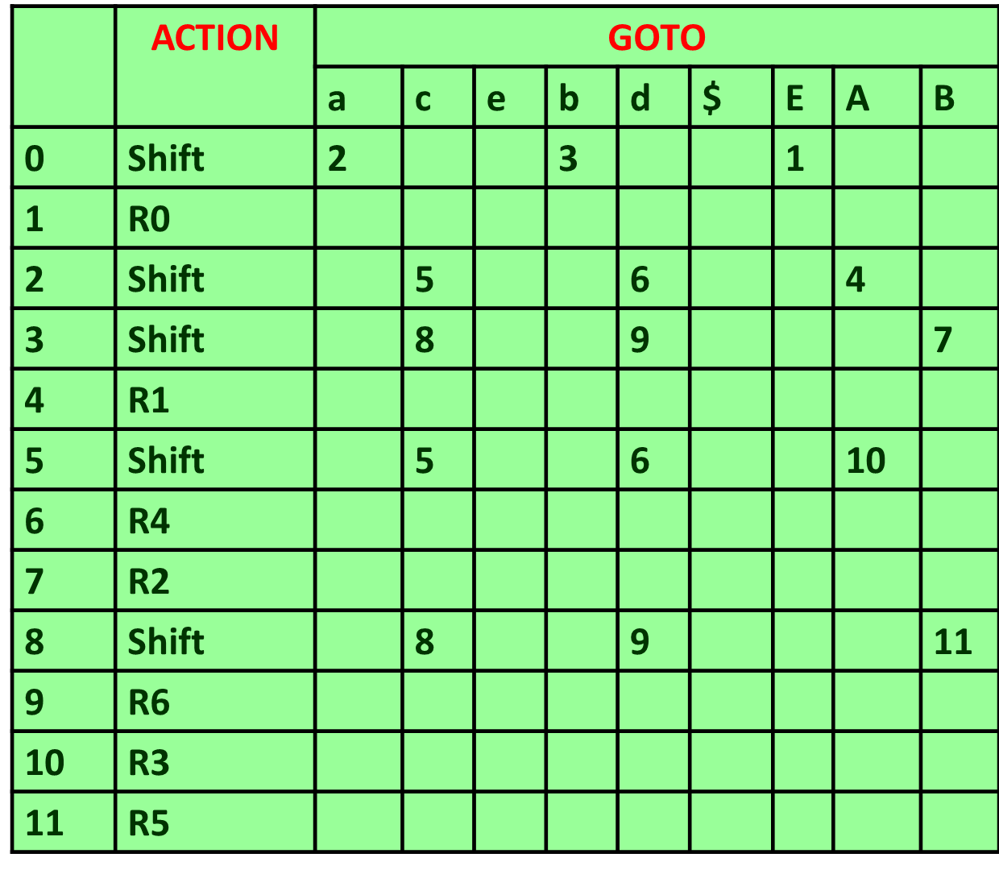 ACTION GOTO
a c e b d $ E A B
0 Shift 2 3 1
1 R0
2 Shift 5 6 4
3 Shift 8 9 7
4 R1
5 Shift 5 6 10
6 R4
7 R2
8 Shift 8 9 11
9 R6
10 R3
11 R5